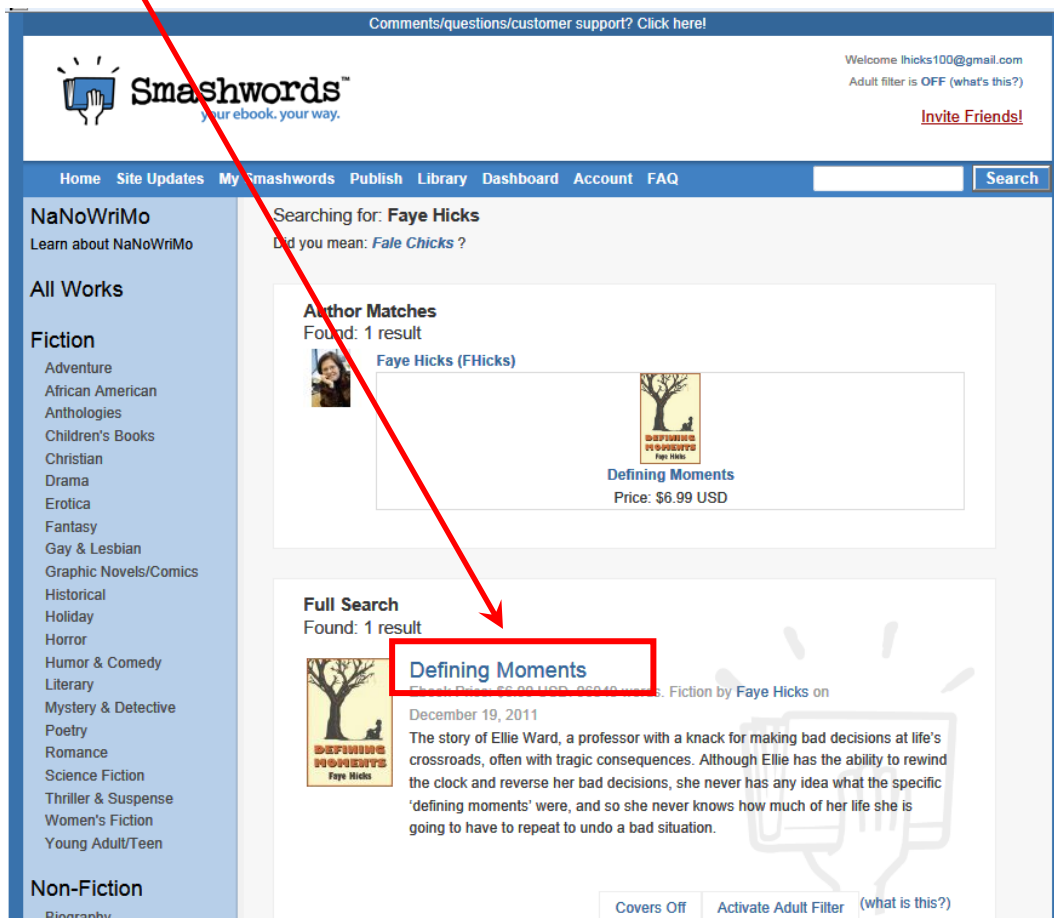 Comments/questions/customer support? Click here!
Smashwords™
your ebook. your way.
Welcome lhicks100@gmail.com
Adult filter is OFF (what's this?)
Invite Friends!
Home Site Updates My Smashwords Publish Library Dashboard Account FAQ Search
NaNoWriMo
Learn about NaNoWriMo
All Works
Fiction
Adventure
African American
Anthologies
Children's Books
Christian
Drama
Erotica
Fantasy
Gay & Lesbian
Graphic Novels/Comics
Historical
Holiday
Horror
Humor & Comedy
Literary
Mystery & Detective
Poetry
Romance
Science Fiction
Thriller & Suspense
Women's Fiction
Young Adult/Teen
Non-Fiction
Biography
Searching for: Faye Hicks
Did you mean: Fale Chicks ?
Author Matches
Found: 1 result
Faye Hicks (FHicks)
DEFINING
MOMENTS
Faye Hicks
Defining Moments
Price: $6.99 USD
Full Search
Found: 1 result
DEFINING
MOMENTS
Faye Hicks
Defining Moments
Ebook Price: $6.99 USD. words. Fiction by Faye Hicks on
December 19, 2011
The story of Ellie Ward, a professor with a knack for making bad decisions at life's
crossroads, often with tragic consequences. Although Ellie has the ability to rewind
the clock and reverse her bad decisions, she never has any idea what the specific
'defining moments' were, and so she never knows how much of her life she is
going to have to repeat to undo a bad situation.
Covers Off Activate Adult Filter (what is this?)